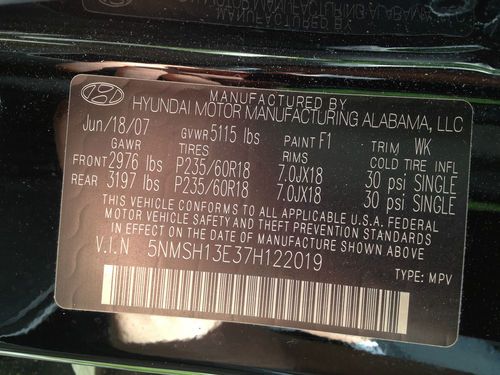 MANUFACTURED BY
HYUNDAI MOTOR MANUFACTURING ALABAMA, LLC
Jun/18/07 GVWR 5115 lbs PAINT F1 TRIM WK
GAWR TIRES RIMS COLD TIRE INFL
FRONT 2976 lbs P235/60R18 7.0JX18 30 psi SINGLE
REAR 3197 lbs P235/60R18 7.0JX18 30 psi SINGLE
THIS VEHICLE CONFORMS TO ALL APPLICABLE U.S.A. FEDERAL
MOTOR VEHICLE SAFETY AND THEFT PREVENTION STANDARDS
IN EFFECT ON THE DATE OF MANUFACTURE SHOWN ABOVE
V.I.N 5NMSH13E37H122019
TYPE: MPV